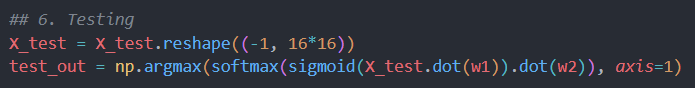 ## 6. Testing
X_test = X_test.reshape((-1, 16*16))
test_out = np.argmax(softmax(sigmoid(X_test.dot(w1)).dot(w2)), axis=1)